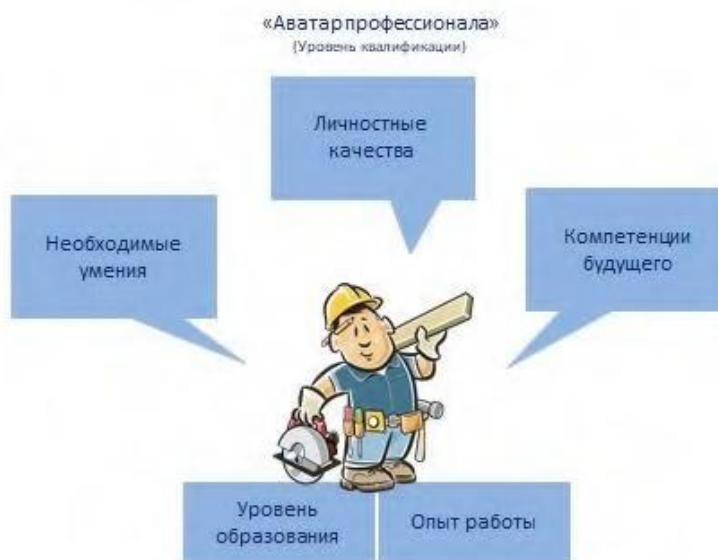 «Аватар профессионала»
(Уровень квалификации)
Личностные
качества
Необходимые
умения
Компетенции
будущего
Уровень
образования
Опыт работы